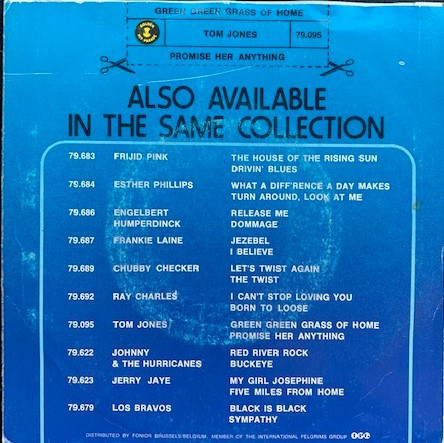 GREEN GREEN GRASS OF HOME
TOM JONES 79.095
PROMISE HER ANYTHING
ALSO AVAILABLE
IN THE SAME COLLECTION
79.683 FRIJID PINK THE HOUSE OF THE RISING SUN
DRIVIN' BLUES
79.684 ESTHER PHILLIPS WHAT A DIFF'RENCE A DAY MAKES
TURN AROUND, LOOK AT ME
79.686 ENGELBERT RELEASE ME
HUMPERDINCK DOMMAGE
79.687 FRANKIE LAINE JEZEBEL
I BELIEVE
79.689 CHUBBY CHECKER LET'S TWIST AGAIN
THE TWIST
79.692 RAY CHARLES I CAN'T STOP LOVING YOU
BORN TO LOOSE
79.095 TOM JONES GREEN GREEN GRASS OF HOME
PROMISE HER ANYTHING
79.622 JOHNNY RED RIVER ROCK
& THE HURRICANES BUCKEYE
79.623 JERRY JAYE MY GIRL JOSEPHINE
FIVE MILES FROM HOME
79.679 LOS BRAVOS BLACK IS BLACK
SYMPATHY
DISTRIBUTED BY FONIOR BRUSSELS/BELGIUM. MEMBER OF THE INTERNATIONAL PELGRIMS GROUP